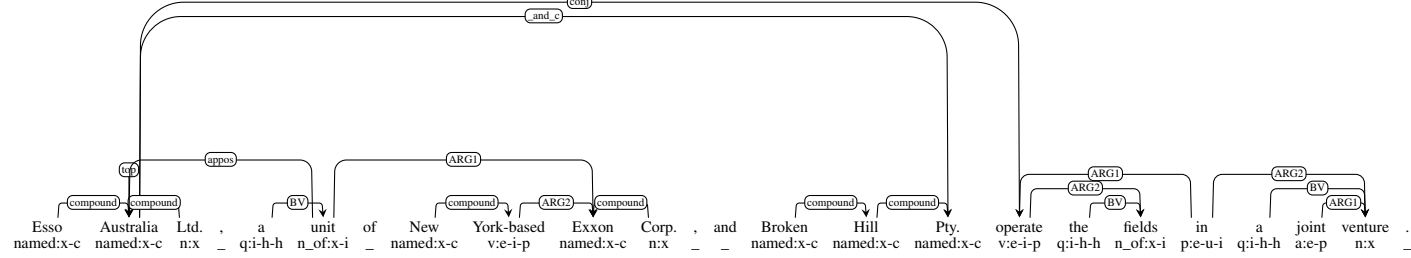 conj
_and_c
appos
ARG1
top
ARG1
ARG2
ARG2
BV
compound
compound
BV
compound
ARG2
compound
compound
compound
BV
ARG1
Esso Australia Ltd. , a unit of New York-based Exxon Corp. , and Broken Hill Pty. operate the fields in a joint venture .
named:x-c named:x-c n:x _ q:i-h-h n_of:x-i _ named:x-c v:e-i-p named:x-c n:x _ _ named:x-c named:x-c named:x-c v:e-i-p q:i-h-h n_of:x-i p:e-u-i q:i-h-h a:e-p n:x _